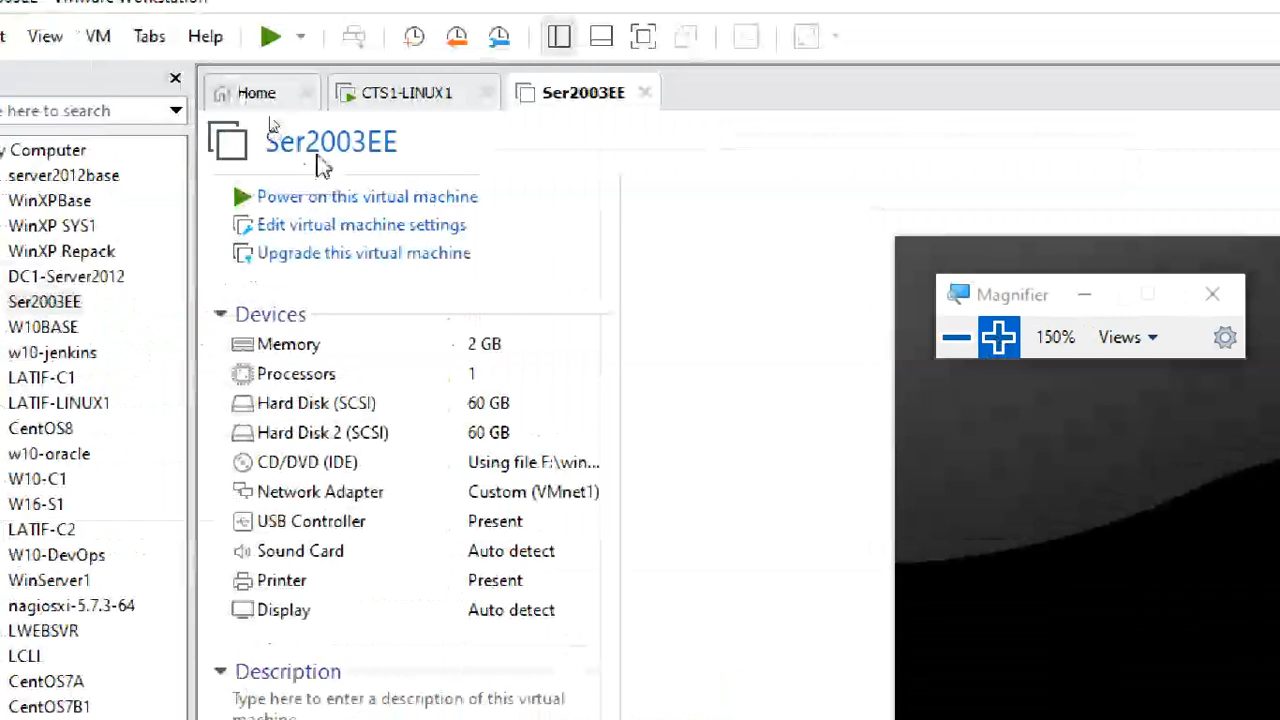 View VM Tabs Help
Home CTS1-LINUX1 Ser2003EE
here to search
Computer
server2012base
WinXPBase
WinXP SYS1
WinXP Repack
DC1-Server2012
Ser2003EE
W10BASE
w10-jenkins
LATIF-C1
LATIF-LINUX1
CentOS8
w10-oracle
W10-C1
W16-S1
LATIF-C2
W10-DevOps
WinServer1
nagiosxi-5.7.3-64
LWEBSVR
LCLI
CentOS7A
CentOS7B1
Ser2003EE
Power on this virtual machine
Edit virtual machine settings
Upgrade this virtual machine
Devices
Memory 2 GB
Processors 1
Hard Disk (SCSI) 60 GB
Hard Disk 2 (SCSI) 60 GB
CD/DVD (IDE) Using file F:\win...
Network Adapter Custom (VMnet1)
USB Controller Present
Sound Card Auto detect
Printer Present
Display Auto detect
Description
Type here to enter a description of this virtual
Magnifier
150% Views